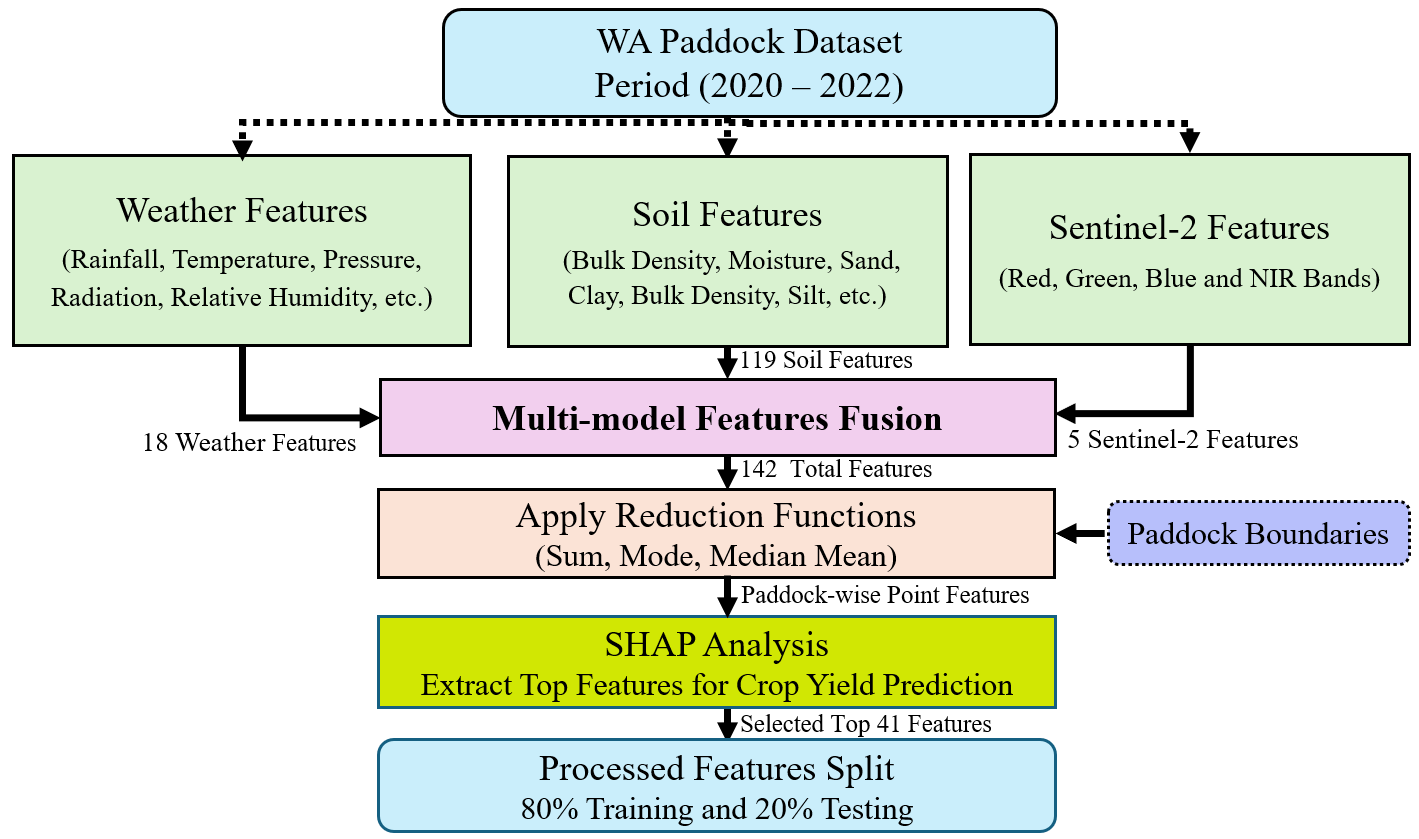 WA Paddock Dataset
Period (2020 – 2022)
Weather Features
(Rainfall, Temperature, Pressure,
Radiation, Relative Humidity, etc.)
Soil Features
(Bulk Density, Moisture, Sand,
Clay, Bulk Density, Silt, etc.)
Sentinel-2 Features
(Red, Green, Blue and NIR Bands)
119 Soil Features
18 Weather Features
Multi-model Features Fusion
5 Sentinel-2 Features
142 Total Features
Apply Reduction Functions
(Sum, Mode, Median Mean)
Paddock Boundaries
Paddock-wise Point Features
SHAP Analysis
Extract Top Features for Crop Yield Prediction
Selected Top 41 Features
Processed Features Split
80% Training and 20% Testing